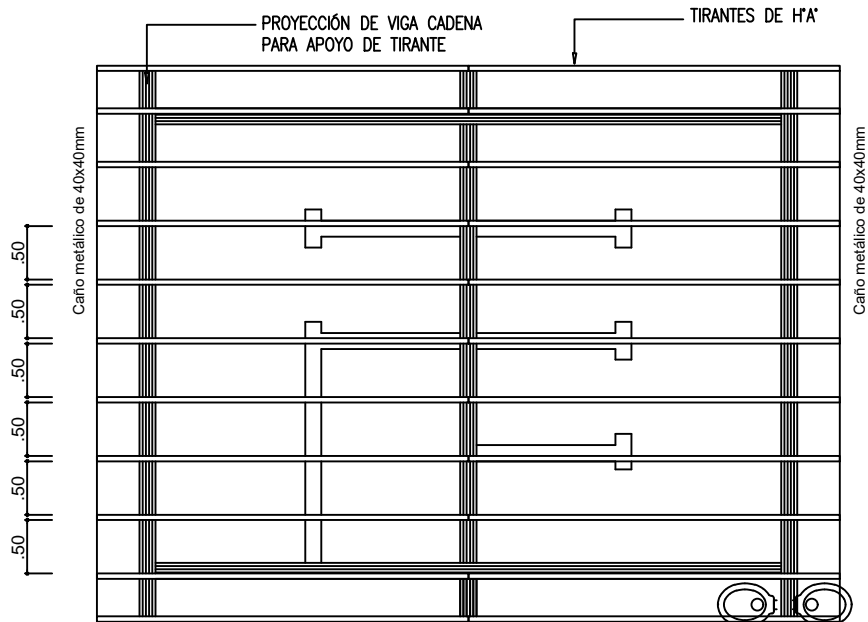 PROYECCIÓN DE VIGA CADENA
PARA APOYO DE TIRANTE
TIRANTES DE H°A°
Caño metálico de 40x40mm
Caño metálico de 40x40mm
.50
.50
.50
.50
.50
.50